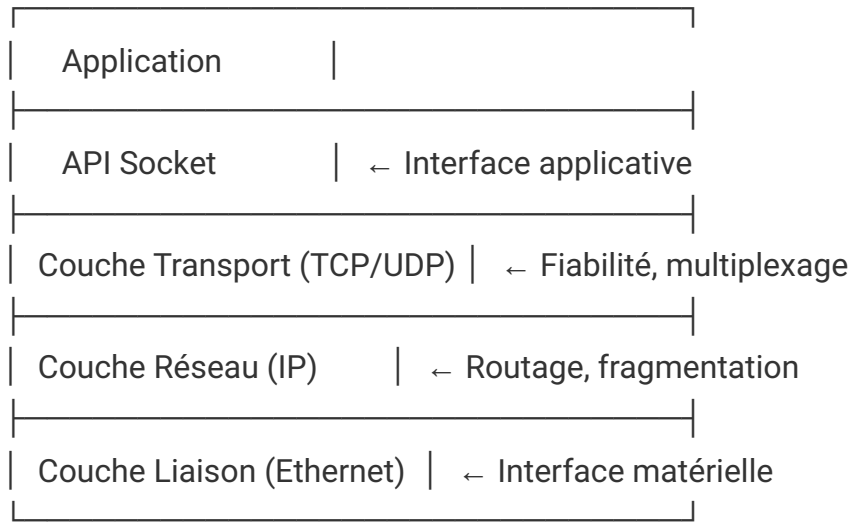 ┌─────────────────────────┐
│ Application │
├─────────────────────────┤
│ API Socket │ ← Interface applicative
├─────────────────────────┤
│ Couche Transport (TCP/UDP) │ ← Fiabilité, multiplexage
├─────────────────────────┤
│ Couche Réseau (IP) │ ← Routage, fragmentation
├─────────────────────────┤
│ Couche Liaison (Ethernet) │ ← Interface matérielle
└─────────────────────────┘